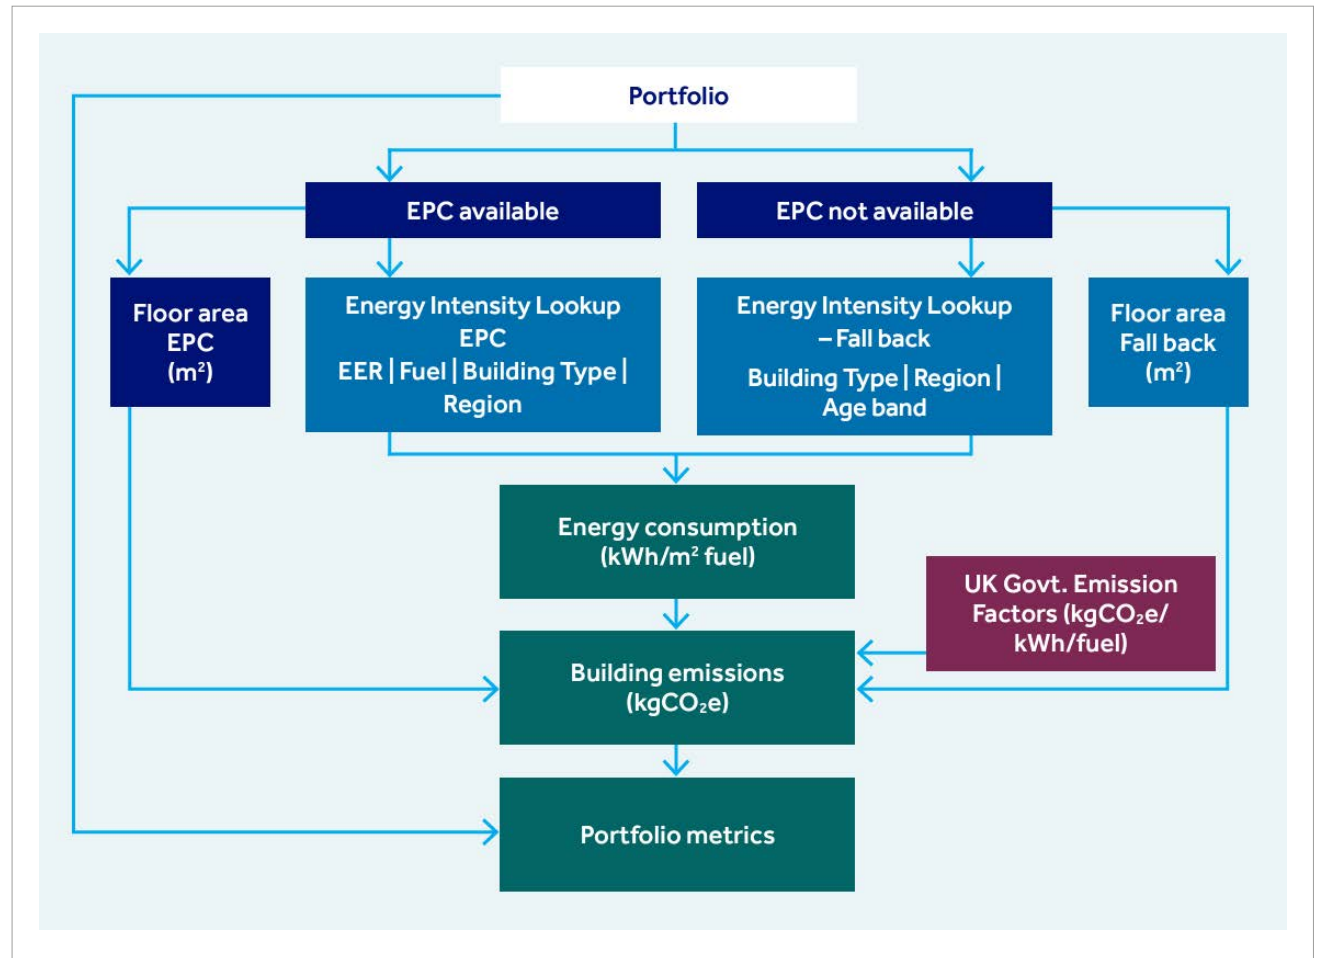 Portfolio
EPC available
EPC not available
Floor area
EPC
(m²)
Energy Intensity Lookup
EPC
EER | Fuel | Building Type |
Region
Energy Intensity Lookup
– Fall back
Building Type | Region |
Age band
Floor area
Fall back
(m²)
Energy consumption
(kWh/m² fuel)
UK Govt. Emission
Factors (kgCO₂e/
kWh/fuel)
Building emissions
(kgCO₂e)
Portfolio metrics